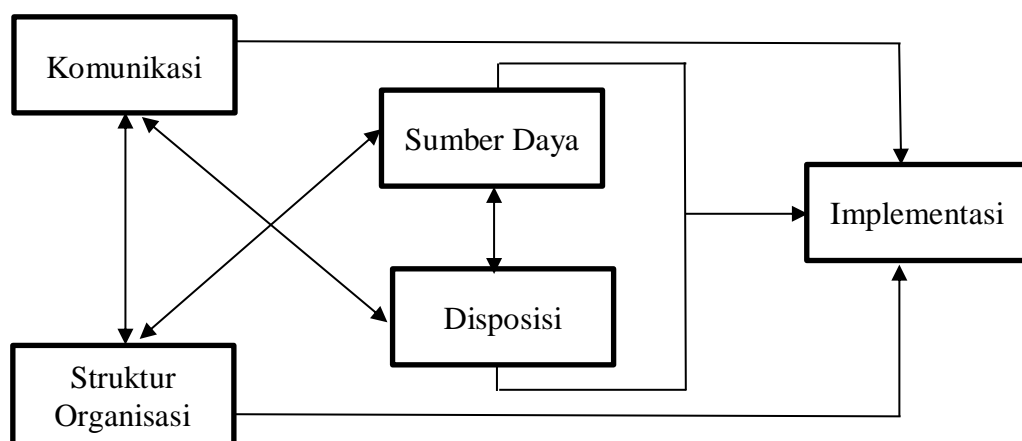 Komunikasi
Sumber Daya
Implementasi
Disposisi
Struktur
Organisasi